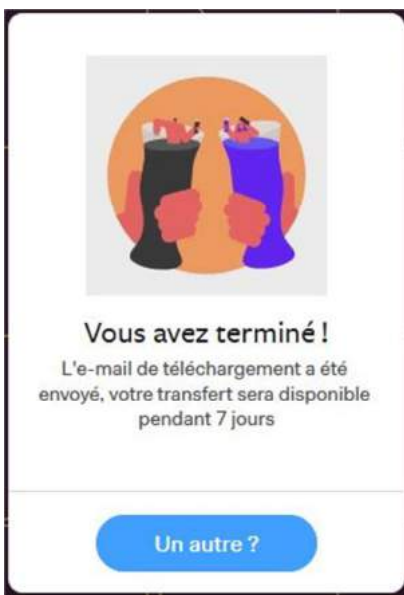 Vous avez terminé !
L'e-mail de téléchargement a été
envoyé, votre transfert sera disponible
pendant 7 jours
Un autre ?